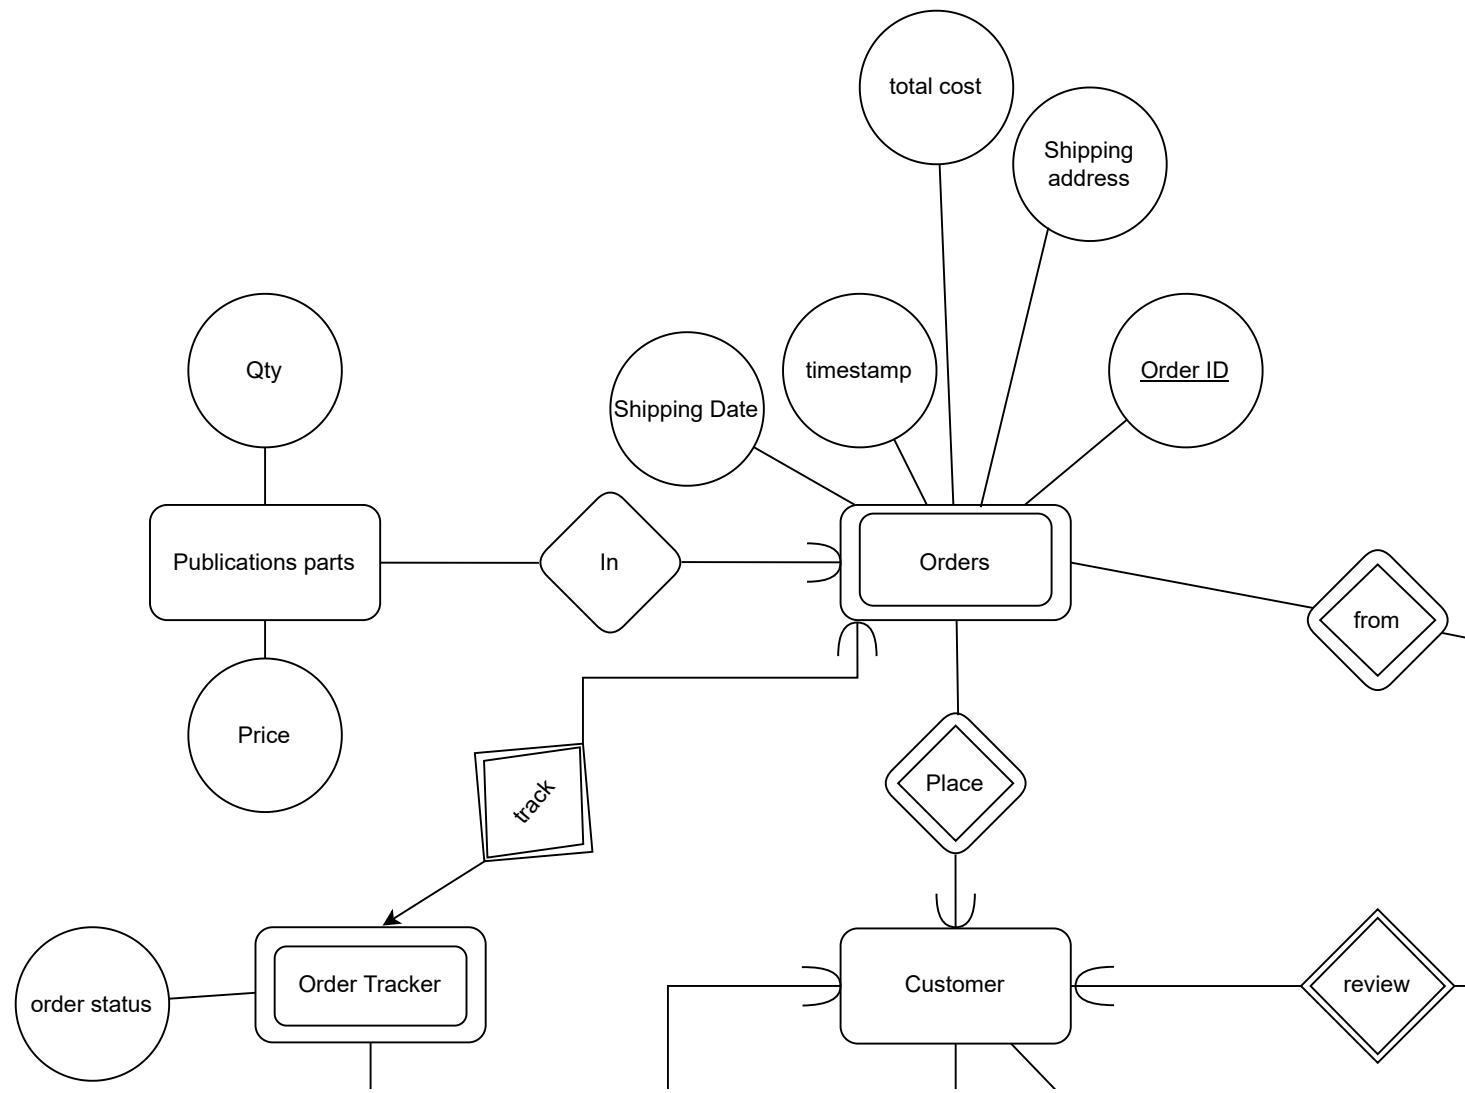 total cost
Shipping
address
Qty
Shipping Date
timestamp
Order ID
Publications parts
In
Orders
from
Price
track
Place
order status
Order Tracker
Customer
review